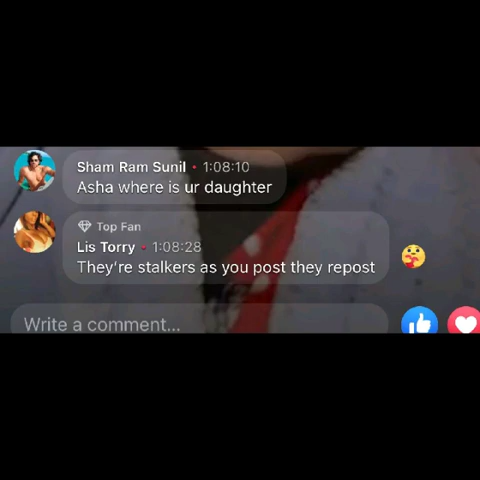 Sham Ram Sunil • 1:08:10
Asha where is ur daughter
Top Fan
Lis Torry • 1:08:28
They're stalkers as you post they repost
Write a comment...